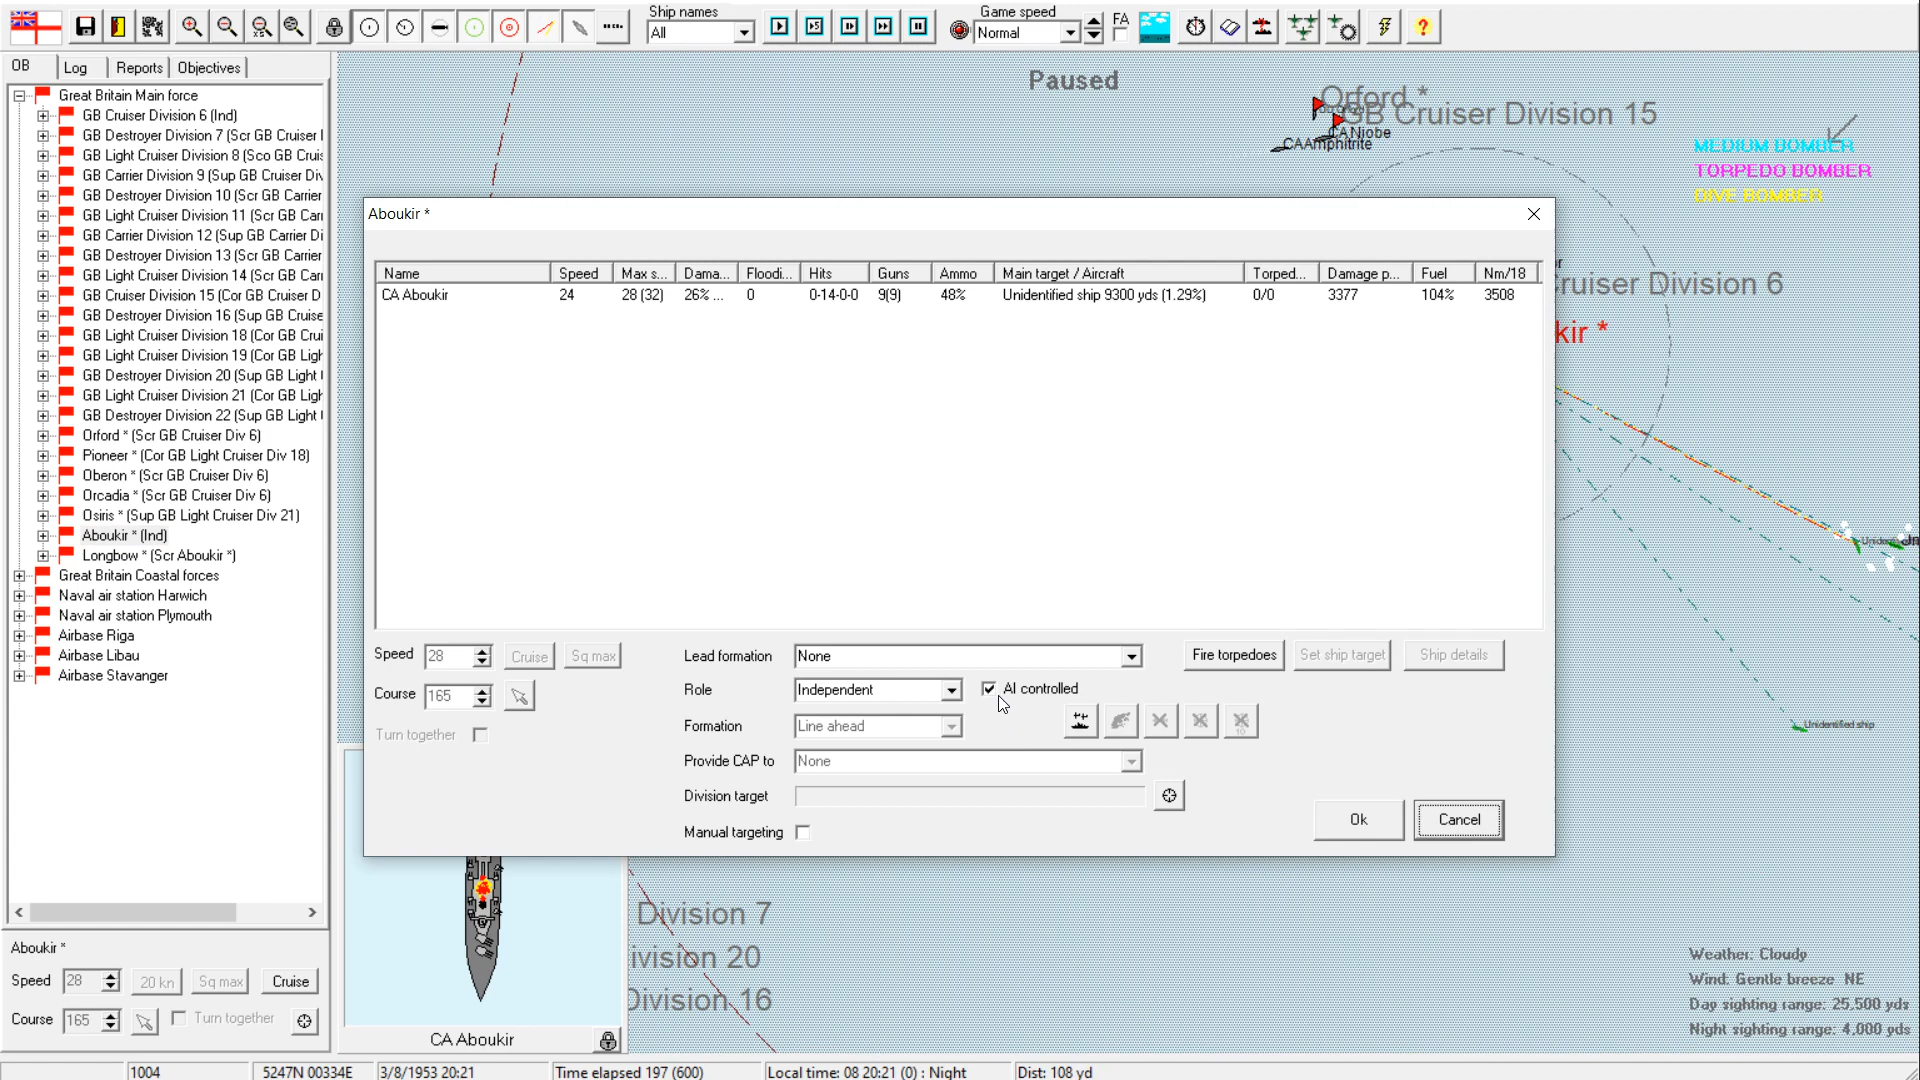 Ship names
All
Game speed
Normal
FA
OB
Log
Reports
Objectives
Great Britain Main force
GB Cruiser Division 6 (Ind)
GB Destroyer Division 7 (Scr GB Cruiser
GB Light Cruiser Division 8 (Sco GB Cruis
GB Carrier Division 9 (Sup GB Cruiser Div
GB Destroyer Division 10 (Scr GB Carrier
GB Light Cruiser Division 11 (Scr GB Carr
GB Carrier Division 12 (Sup GB Carrier Di
GB Destroyer Division 13 (Scr GB Carrier
GB Light Cruiser Division 14 (Scr GB Carr
GB Cruiser Division 15 (Cor GB Cruiser D
GB Destroyer Division 16 (Sup GB Cruise
GB Light Cruiser Division 18 (Cor GB Crui
GB Light Cruiser Division 19 (Cor GB Ligh
GB Destroyer Division 20 (Sup GB Light
GB Light Cruiser Division 21 (Cor GB Ligh
GB Destroyer Division 22 (Sup GB Light
Orford * (Scr GB Cruiser Div 6)
Pioneer * (Cor GB Light Cruiser Div 18)
Oberon * (Scr GB Cruiser Div 6)
Orcadia * (Scr GB Cruiser Div 6)
Osiris * (Sup GB Light Cruiser Div 21)
Aboukir * (Ind)
Longbow * (Scr Aboukir *)
Great Britain Coastal forces
Naval air station Harwich
Naval air station Plymouth
Airbase Riga
Airbase Libau
Airbase Stavanger
Aboukir *
Speed 28 20 kn Sq max Cruise
Course 165 Turn together
Paused
Orford *
GB Cruiser Division 15
CA Niobe
CA Amphitrite
MEDIUM BOMBER
TORPEDO BOMBER
DIVE BOMBER
ruiser Division 6
kir *
Unidentified ship
Aboukir *
Name Speed Max s... Dama... Floodi... Hits Guns Ammo Main target / Aircraft Torped... Damage p... Fuel Nm/18
CA Aboukir 24 28 (32) 26% ... 0 0-14-0-0 9(9) 48% Unidentified ship 9300 yds (1.29%) 0/0 3377 104% 3508
Speed 28 Cruise Sq max
Course 165
Turn together
Lead formation None
Role Independent AI controlled
Formation Line ahead
Provide CAP to None
Division target
Manual targeting
Fire torpedoes Set ship target Ship details
Ok Cancel
CA Aboukir
Division 7
ivision 20
Division 16
Weather: Cloudy
Wind: Gentle breeze NE
Day sighting range: 25,500 yds
Night sighting range: 4,000 yds
1004 5247N 00334E 3/8/1953 20:21 Time elapsed 197 (600) Local time: 08 20:21 (0) : Night Dist: 108 yd